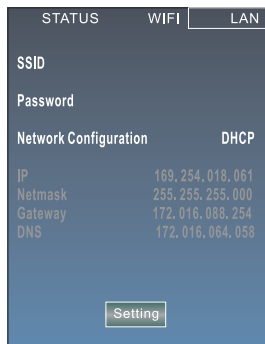 STATUS WIFI LAN
SSID
Password
Network Configuration DHCP
IP 169.254.018.061
Netmask 255.255.255.000
Gateway 172.016.088.254
DNS 172.016.064.058
Setting